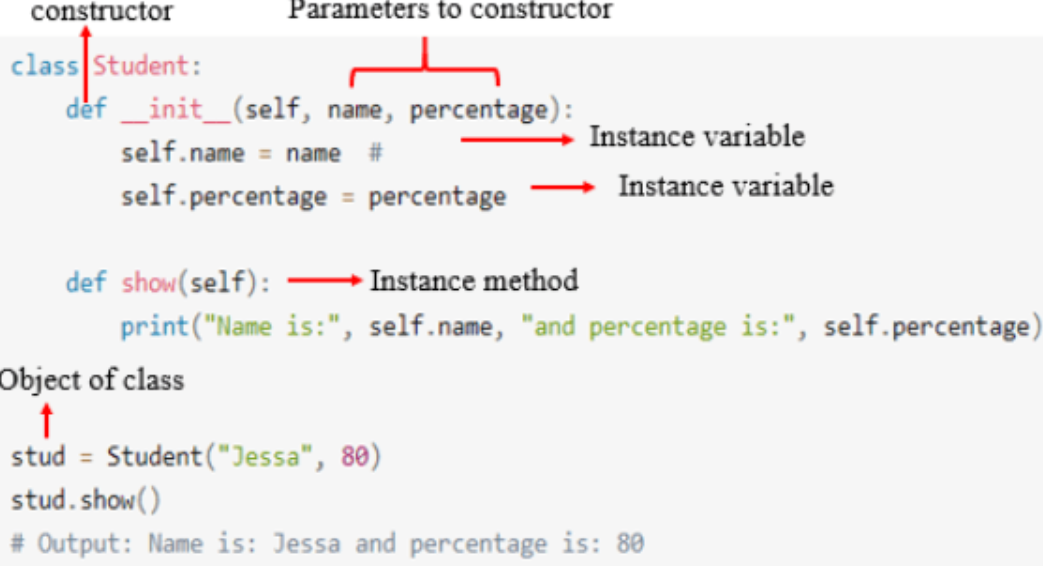 constructor
Parameters to constructor
class Student:
def __init__(self, name, percentage):
Instance variable
self.name = name #
self.percentage = percentage
Instance variable
def show(self):
Instance method
print("Name is:", self.name, "and percentage is:", self.percentage)
Object of class
stud = Student("Jessa", 80)
stud.show()
# Output: Name is: Jessa and percentage is: 80